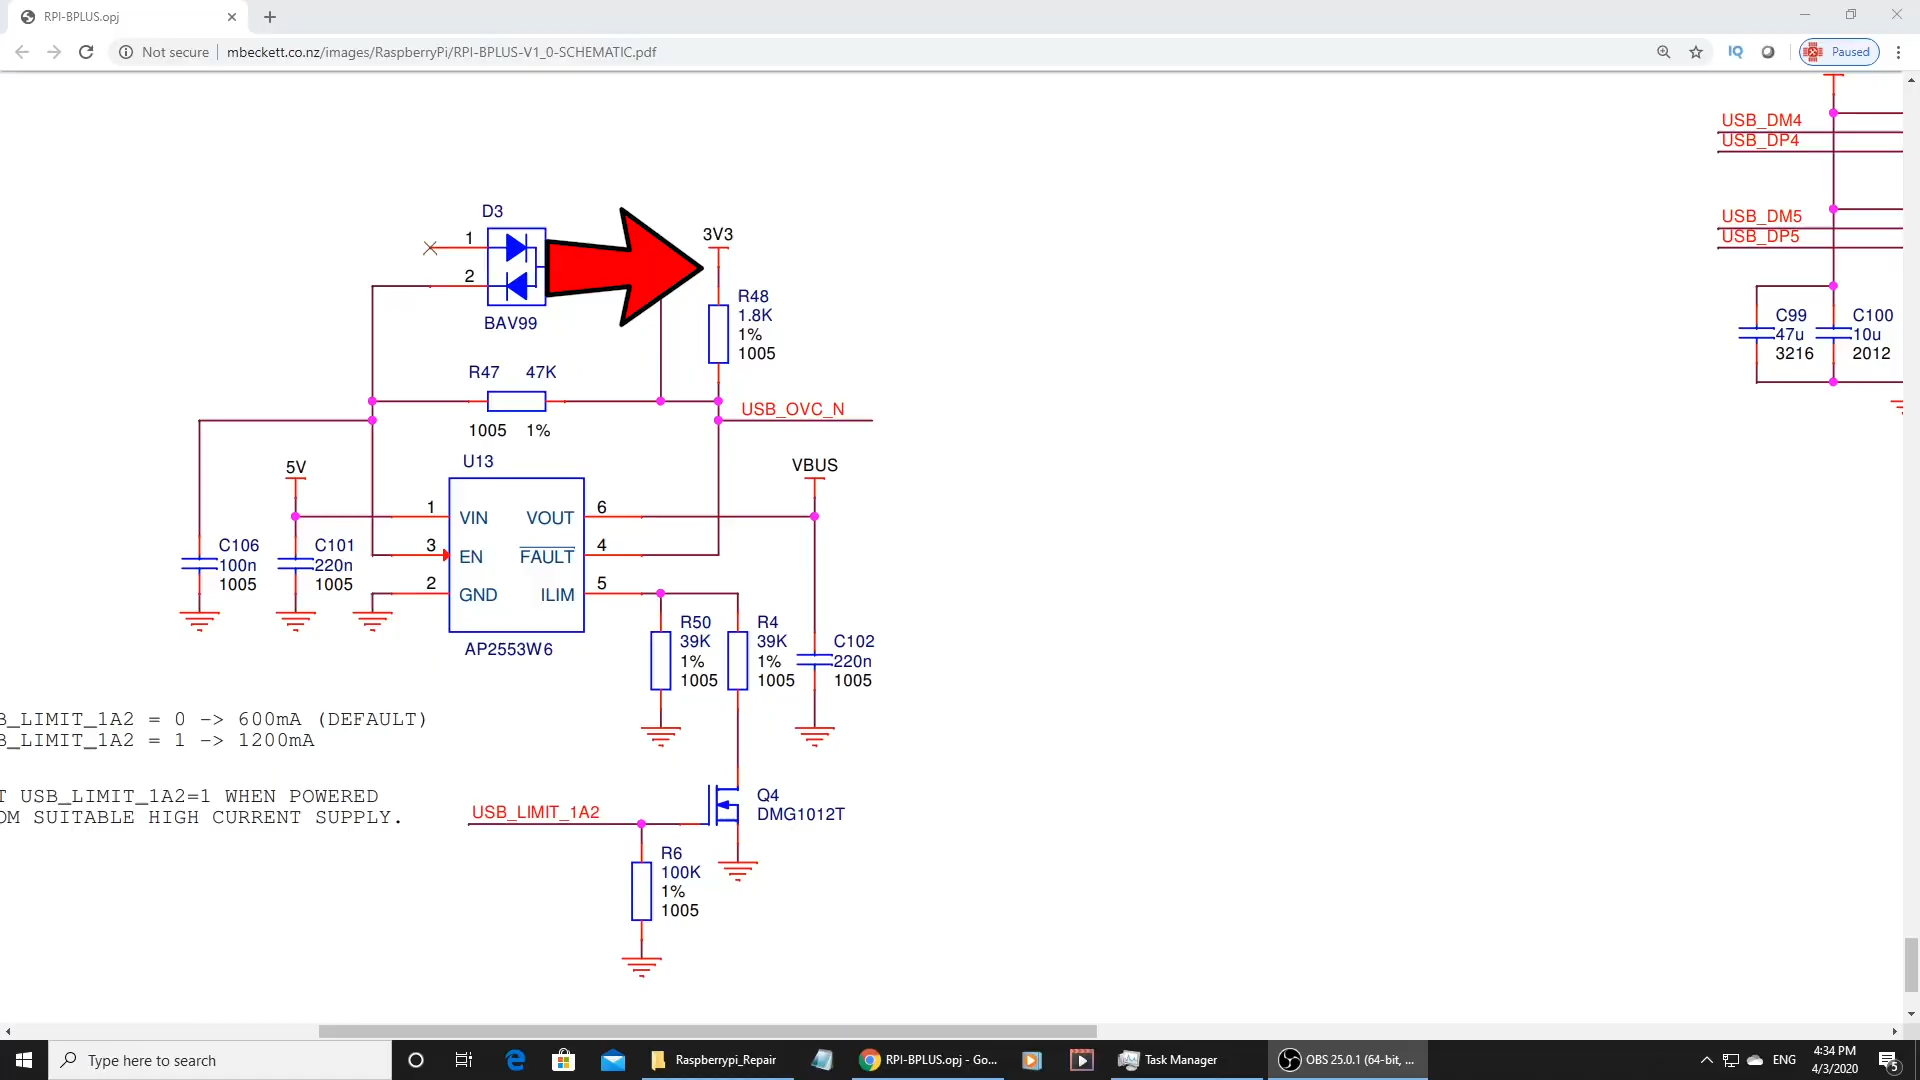 RPI-BPLUS.opj
Not secure
mbeckett.co.nz/images/RaspberryPi/RPI-BPLUS-V1_0-SCHEMATIC.pdf
IQ
Paused
USB_DM4
USB_DP4
USB_DM5
USB_DP5
C99
47u
3216
C100
10u
2012
D3
1
2
BAV99
3V3
R48
1.8K
1%
1005
R47 47K
1005 1%
USB_OVC_N
5V
U13
VBUS
1 VIN VOUT 6
3 EN FAULT 4
2 GND ILIM 5
AP2553W6
C106
100n
1005
C101
220n
1005
R50
39K
1%
1005
R4
39K
1%
1005
C102
220n
1005
B_LIMIT_1A2 = 0 -> 600mA (DEFAULT)
B_LIMIT_1A2 = 1 -> 1200mA
T USB_LIMIT_1A2=1 WHEN POWERED
OM SUITABLE HIGH CURRENT SUPPLY.
USB_LIMIT_1A2
Q4
DMG1012T
R6
100K
1%
1005
Type here to search
Raspberrypi_Repair
RPI-BPLUS.opj - Go...
Task Manager
OBS 25.0.1 (64-bit, ...
ENG
4:34 PM
4/3/2020
5